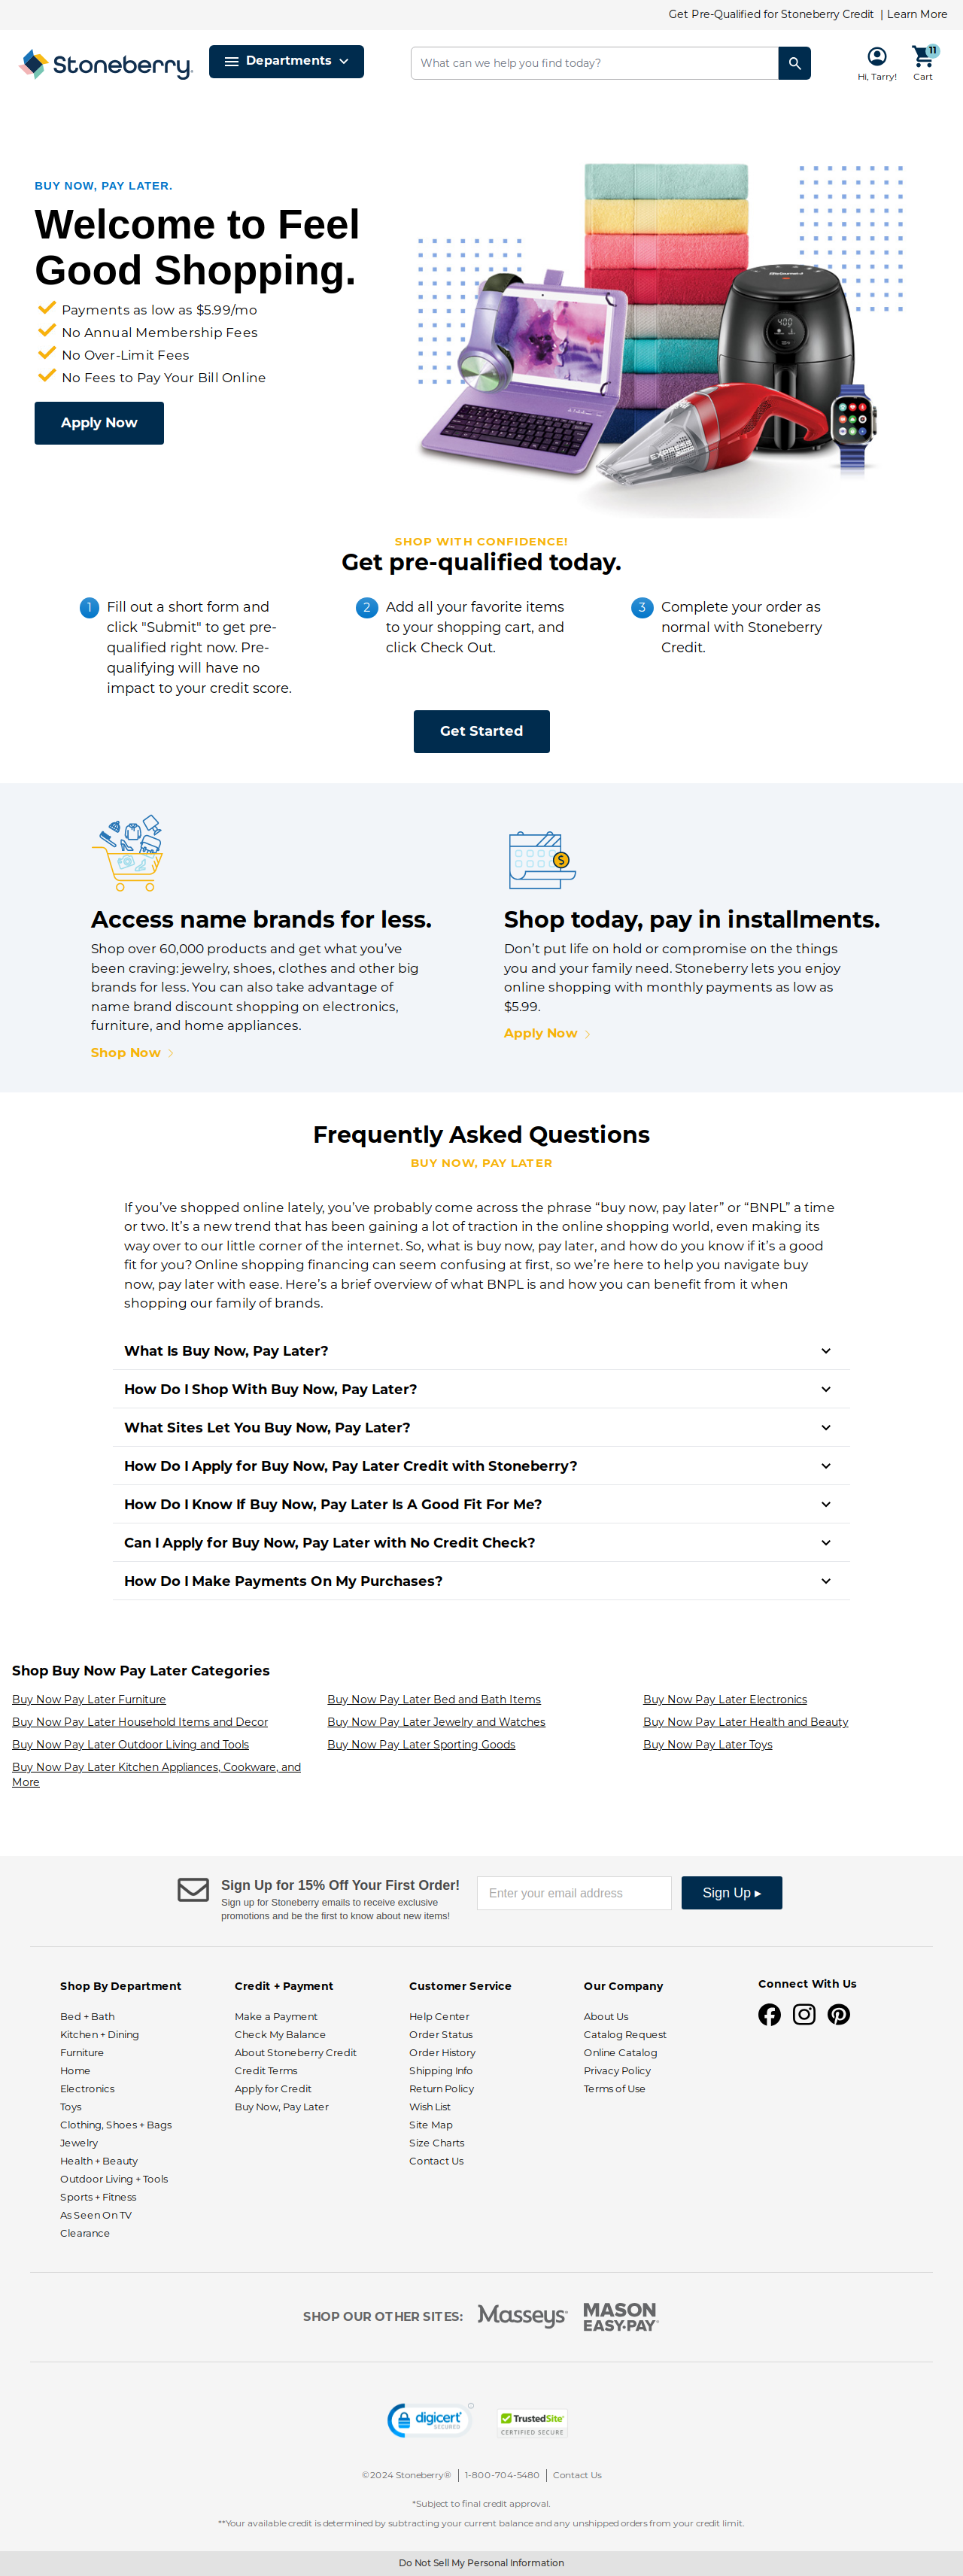 Get Pre-Qualified for Stoneberry Credit | Learn More
Stoneberry
Departments
What can we help you find today?
Hi, Tarry!
11
Cart
BUY NOW, PAY LATER.
Welcome to Feel
Good Shopping.
Payments as low as $5.99/mo
No Annual Membership Fees
No Over-Limit Fees
No Fees to Pay Your Bill Online
Apply Now
400
EXPRESS
SHOP WITH CONFIDENCE!
Get pre-qualified today.
1
Fill out a short form and
click "Submit" to get pre-
qualified right now. Pre-
qualifying will have no
impact to your credit score.
2
Add all your favorite items
to your shopping cart, and
click Check Out.
3
Complete your order as
normal with Stoneberry
Credit.
Get Started
Access name brands for less.
Shop over 60,000 products and get what you’ve
been craving: jewelry, shoes, clothes and other big
brands for less. You can also take advantage of
name brand discount shopping on electronics,
furniture, and home appliances.
Shop Now
$
Shop today, pay in installments.
Don’t put life on hold or compromise on the things
you and your family need. Stoneberry lets you enjoy
online shopping with monthly payments as low as
$5.99.
Apply Now
Frequently Asked Questions
BUY NOW, PAY LATER
If you’ve shopped online lately, you’ve probably come across the phrase “buy now, pay later” or “BNPL” a time
or two. It’s a new trend that has been gaining a lot of traction in the online shopping world, even making its
way over to our little corner of the internet. So, what is buy now, pay later, and how do you know if it’s a good
fit for you? Online shopping financing can seem confusing at first, so we’re here to help you navigate buy
now, pay later with ease. Here’s a brief overview of what BNPL is and how you can benefit from it when
shopping our family of brands.
What Is Buy Now, Pay Later?
How Do I Shop With Buy Now, Pay Later?
What Sites Let You Buy Now, Pay Later?
How Do I Apply for Buy Now, Pay Later Credit with Stoneberry?
How Do I Know If Buy Now, Pay Later Is A Good Fit For Me?
Can I Apply for Buy Now, Pay Later with No Credit Check?
How Do I Make Payments On My Purchases?
Shop Buy Now Pay Later Categories
Buy Now Pay Later Furniture
Buy Now Pay Later Household Items and Decor
Buy Now Pay Later Outdoor Living and Tools
Buy Now Pay Later Kitchen Appliances, Cookware, and
More
Buy Now Pay Later Bed and Bath Items
Buy Now Pay Later Jewelry and Watches
Buy Now Pay Later Sporting Goods
Buy Now Pay Later Electronics
Buy Now Pay Later Health and Beauty
Buy Now Pay Later Toys
Sign Up for 15% Off Your First Order!
Sign up for Stoneberry emails to receive exclusive
promotions and be the first to know about new items!
Enter your email address
Sign Up ▸
Shop By Department
Bed + Bath
Kitchen + Dining
Furniture
Home
Electronics
Toys
Clothing, Shoes + Bags
Jewelry
Health + Beauty
Outdoor Living + Tools
Sports + Fitness
As Seen On TV
Clearance
Credit + Payment
Make a Payment
Check My Balance
About Stoneberry Credit
Credit Terms
Apply for Credit
Buy Now, Pay Later
Customer Service
Help Center
Order Status
Order History
Shipping Info
Return Policy
Wish List
Site Map
Size Charts
Contact Us
Our Company
About Us
Catalog Request
Online Catalog
Privacy Policy
Terms of Use
Connect With Us
SHOP OUR OTHER SITES:
Masseys
MASON
EASY·PAY
digicert
SECURED
TrustedSite
CERTIFIED SECURE
©2024 Stoneberry® | 1-800-704-5480 | Contact Us
*Subject to final credit approval.
**Your available credit is determined by subtracting your current balance and any unshipped orders from your credit limit.
Do Not Sell My Personal Information